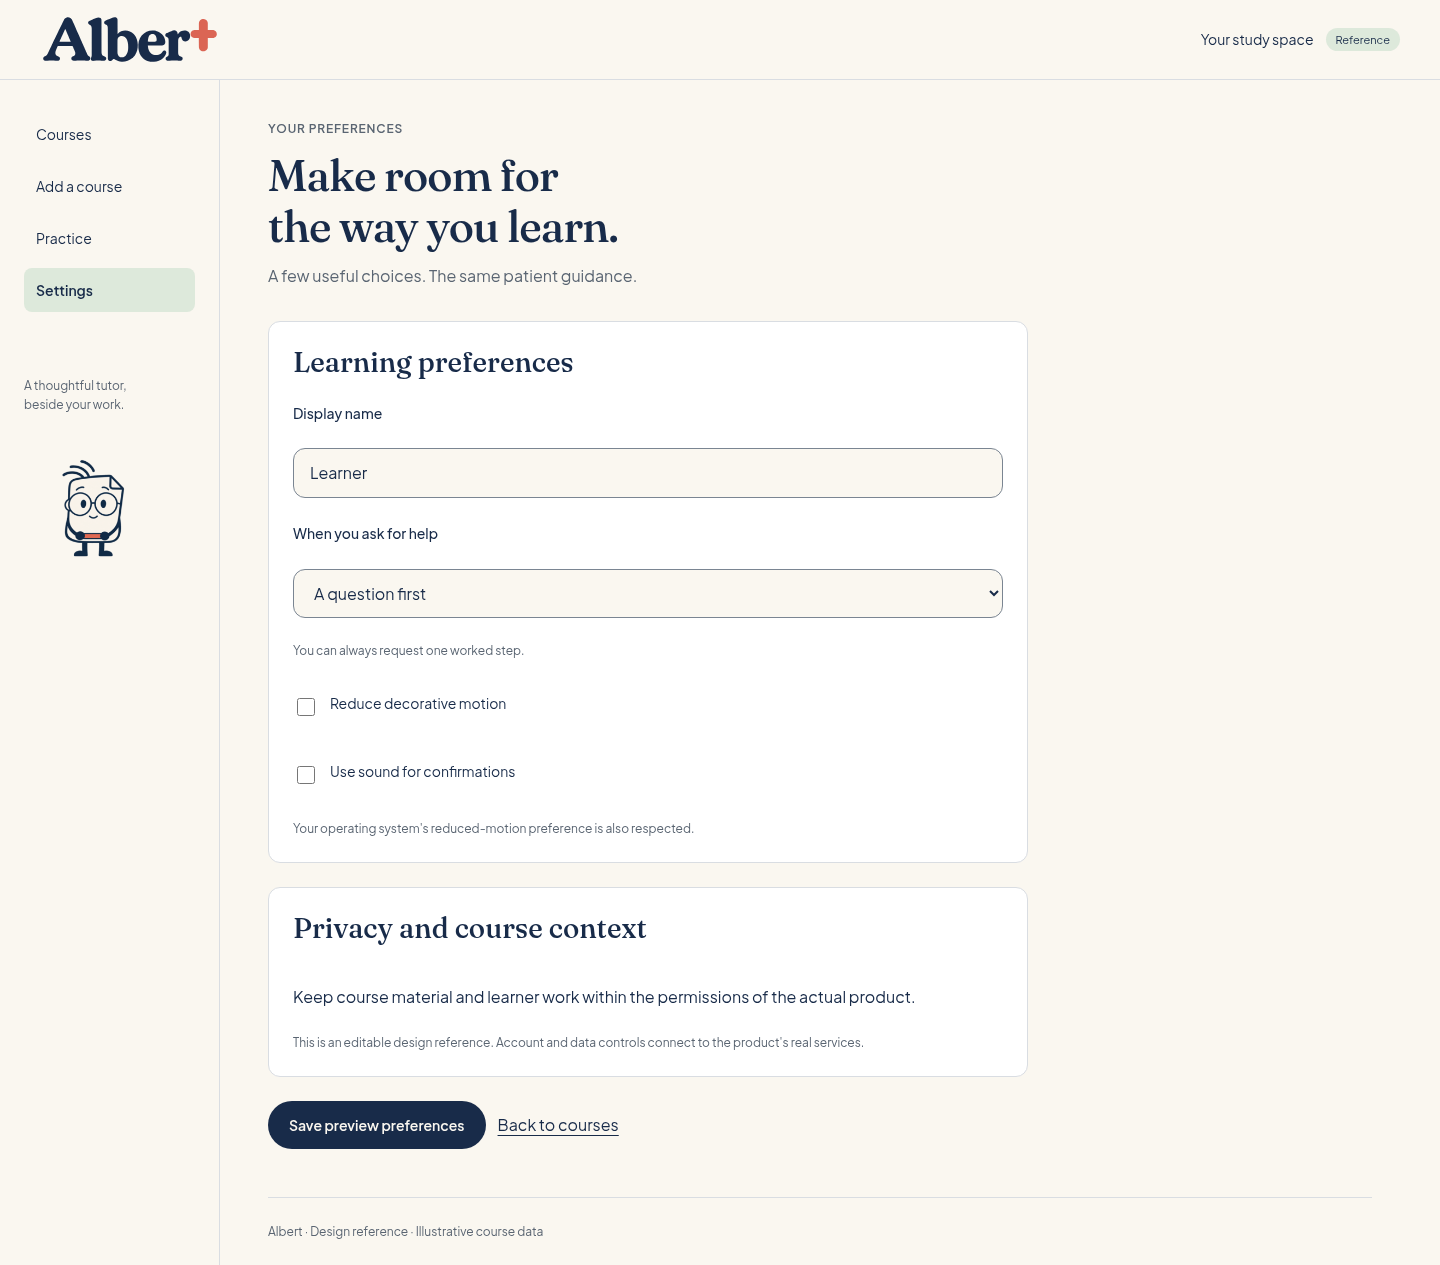 Alber+
Your study space
Reference
Courses
Add a course
Practice
Settings
A thoughtful tutor,
beside your work.
YOUR PREFERENCES
Make room for
the way you learn.
A few useful choices. The same patient guidance.
Learning preferences
Display name
Learner
When you ask for help
A question first
You can always request one worked step.
Reduce decorative motion
Use sound for confirmations
Your operating system's reduced-motion preference is also respected.
Privacy and course context
Keep course material and learner work within the permissions of the actual product.
This is an editable design reference. Account and data controls connect to the product's real services.
Save preview preferences
Back to courses
Albert · Design reference · Illustrative course data